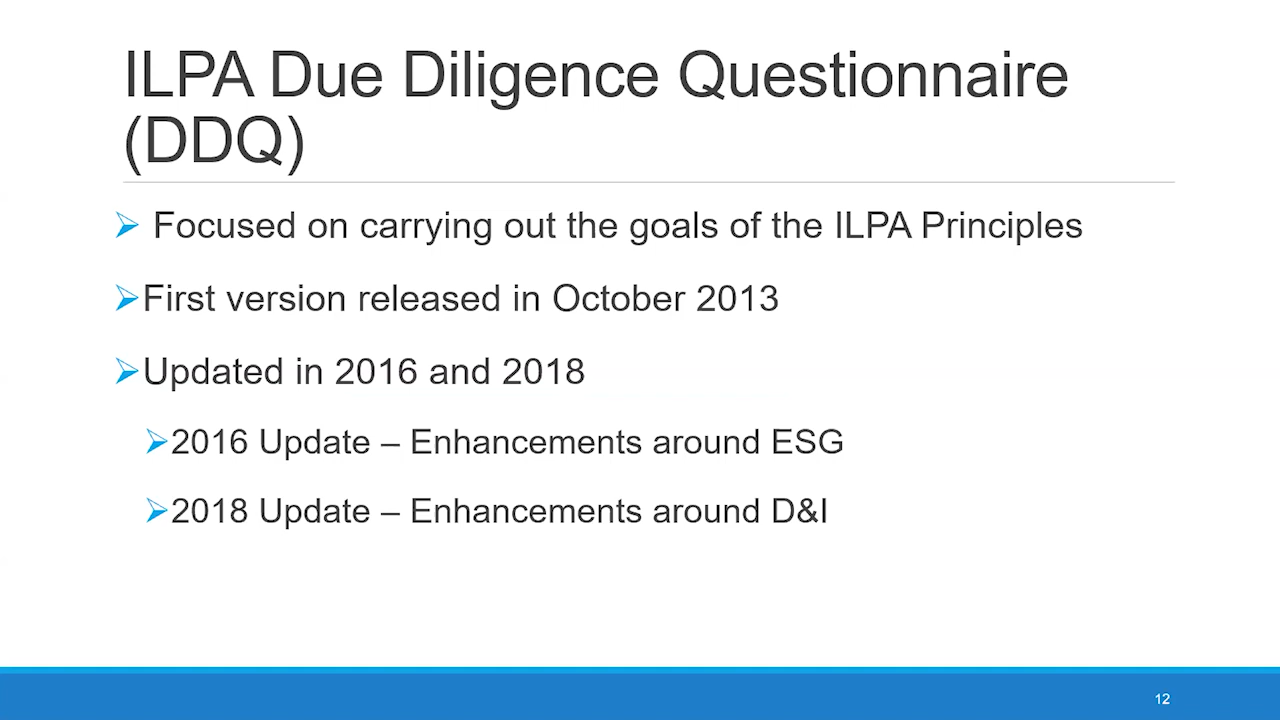 ILPA Due Diligence Questionnaire
(DDQ)
Focused on carrying out the goals of the ILPA Principles
First version released in October 2013
Updated in 2016 and 2018
2016 Update – Enhancements around ESG
2018 Update – Enhancements around D&I
12